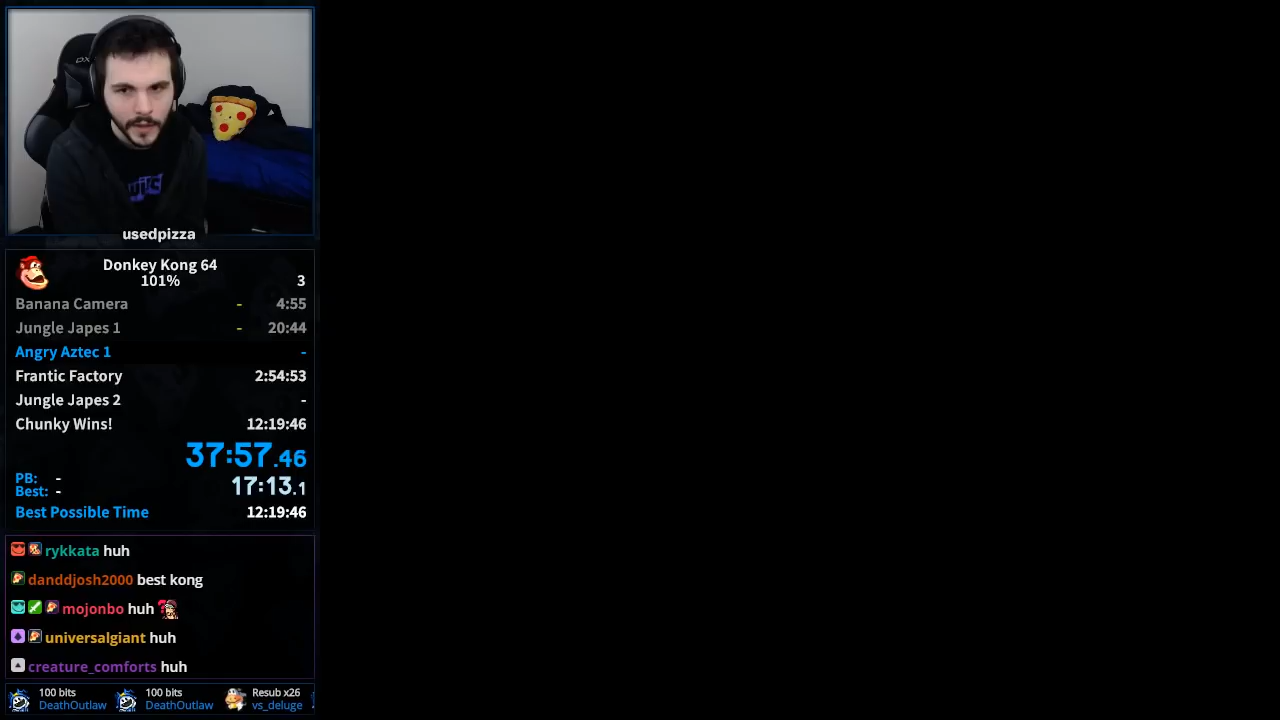 DX
usedpizza
Donkey Kong 64
101% 3
Banana Camera - 4:55
Jungle Japes 1 - 20:44
Angry Aztec 1 -
Frantic Factory 2:54:53
Jungle Japes 2 -
Chunky Wins! 12:19:46
37:57.46
PB: -
Best: -
17:13.1
Best Possible Time 12:19:46
rykkata huh
danddjosh2000 best kong
mojonbo huh
universalgiant huh
creature_comforts huh
100 bits
DeathOutlaw
100 bits
DeathOutlaw
Resub x26
vs_deluge